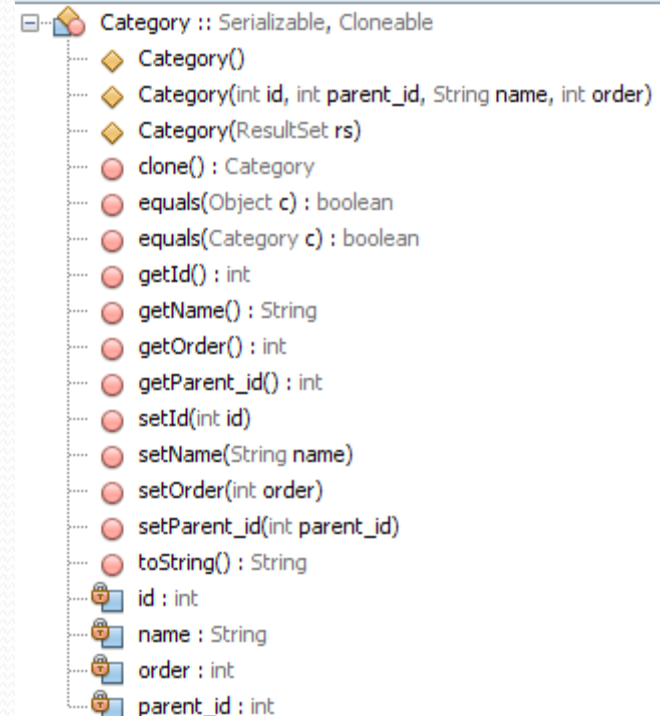 Category :: Serializable, Cloneable
Category()
Category(int id, int parent_id, String name, int order)
Category(ResultSet rs)
clone() : Category
equals(Object c) : boolean
equals(Category c) : boolean
getId() : int
getName() : String
getOrder() : int
getParent_id() : int
setId(int id)
setName(String name)
setOrder(int order)
setParent_id(int parent_id)
toString() : String
id : int
name : String
order : int
parent_id : int